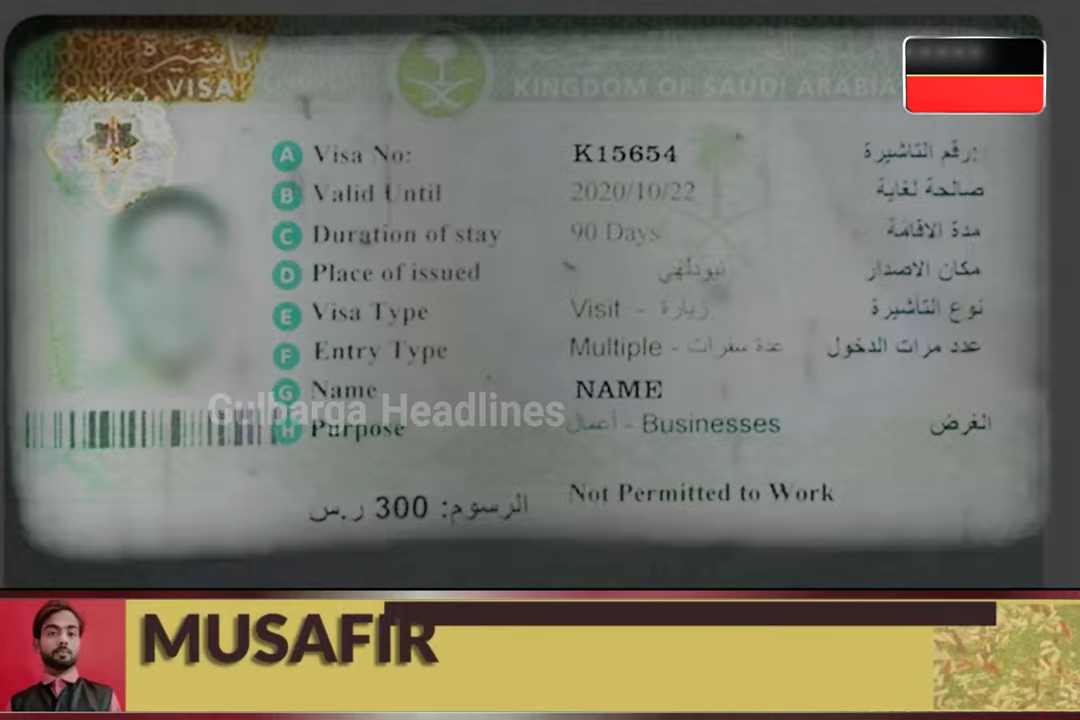 تأشيرة
VISA
KINGDOM OF SAUDI ARABIA
A Visa No: K15654 رقم التاشيرة:
B Valid Until 2020/10/22 صالحة لغاية
C Duration of stay 90 Days مدة الاقامة
D Place of issued نيودلهي مكان الاصدار
E Visa Type Visit - زيارة نوع التأشيرة
F Entry Type Multiple - عدة سفرات عدد مرات الدخول
G Name NAME
Gulbarga Headlines
H Purpose أعمال - Businesses الغرض
الرسوم: 300 ر.س Not Permitted to Work
MUSAFIR